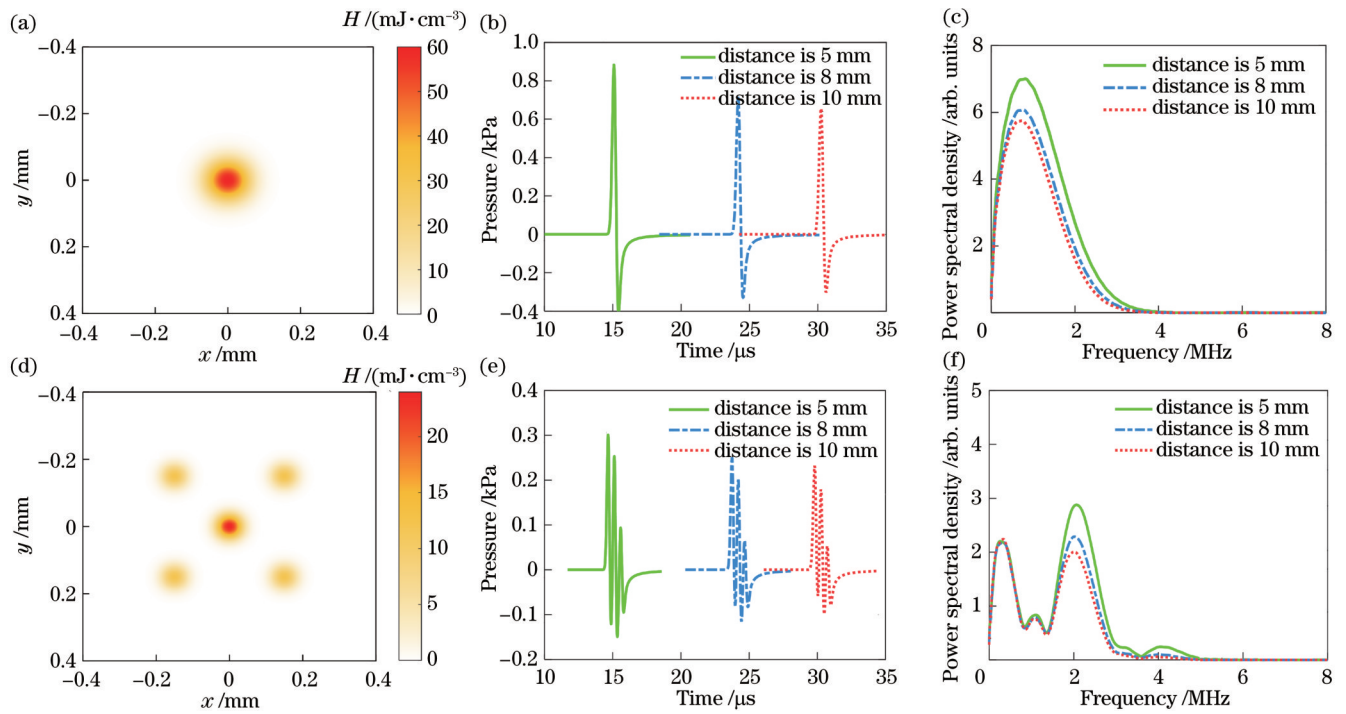 (a)
H /(mJ·cm⁻³)
−0.4
−0.2
0
0.2
0.4
−0.4
−0.2
0
0.2
0.4
y /mm
x /mm
60
50
40
30
20
10
0
(b)
1.0
0.8
0.6
0.4
0.2
0
−0.2
−0.4
10
15
20
25
30
35
Pressure /kPa
Time /μs
distance is 5 mm
distance is 8 mm
distance is 10 mm
(c)
8
6
4
2
0
2
4
6
8
Power spectral density /arb. units
Frequency /MHz
distance is 5 mm
distance is 8 mm
distance is 10 mm
(d)
H /(mJ·cm⁻³)
−0.4
−0.2
0
0.2
0.4
−0.4
−0.2
0
0.2
0.4
y /mm
x /mm
20
15
10
5
0
(e)
0.4
0.3
0.2
0.1
0
−0.1
−0.2
10
15
20
25
30
35
Pressure /kPa
Time /μs
distance is 5 mm
distance is 8 mm
distance is 10 mm
(f)
5
4
3
2
1
0
2
4
6
8
Power spectral density /arb. units
Frequency /MHz
distance is 5 mm
distance is 8 mm
distance is 10 mm